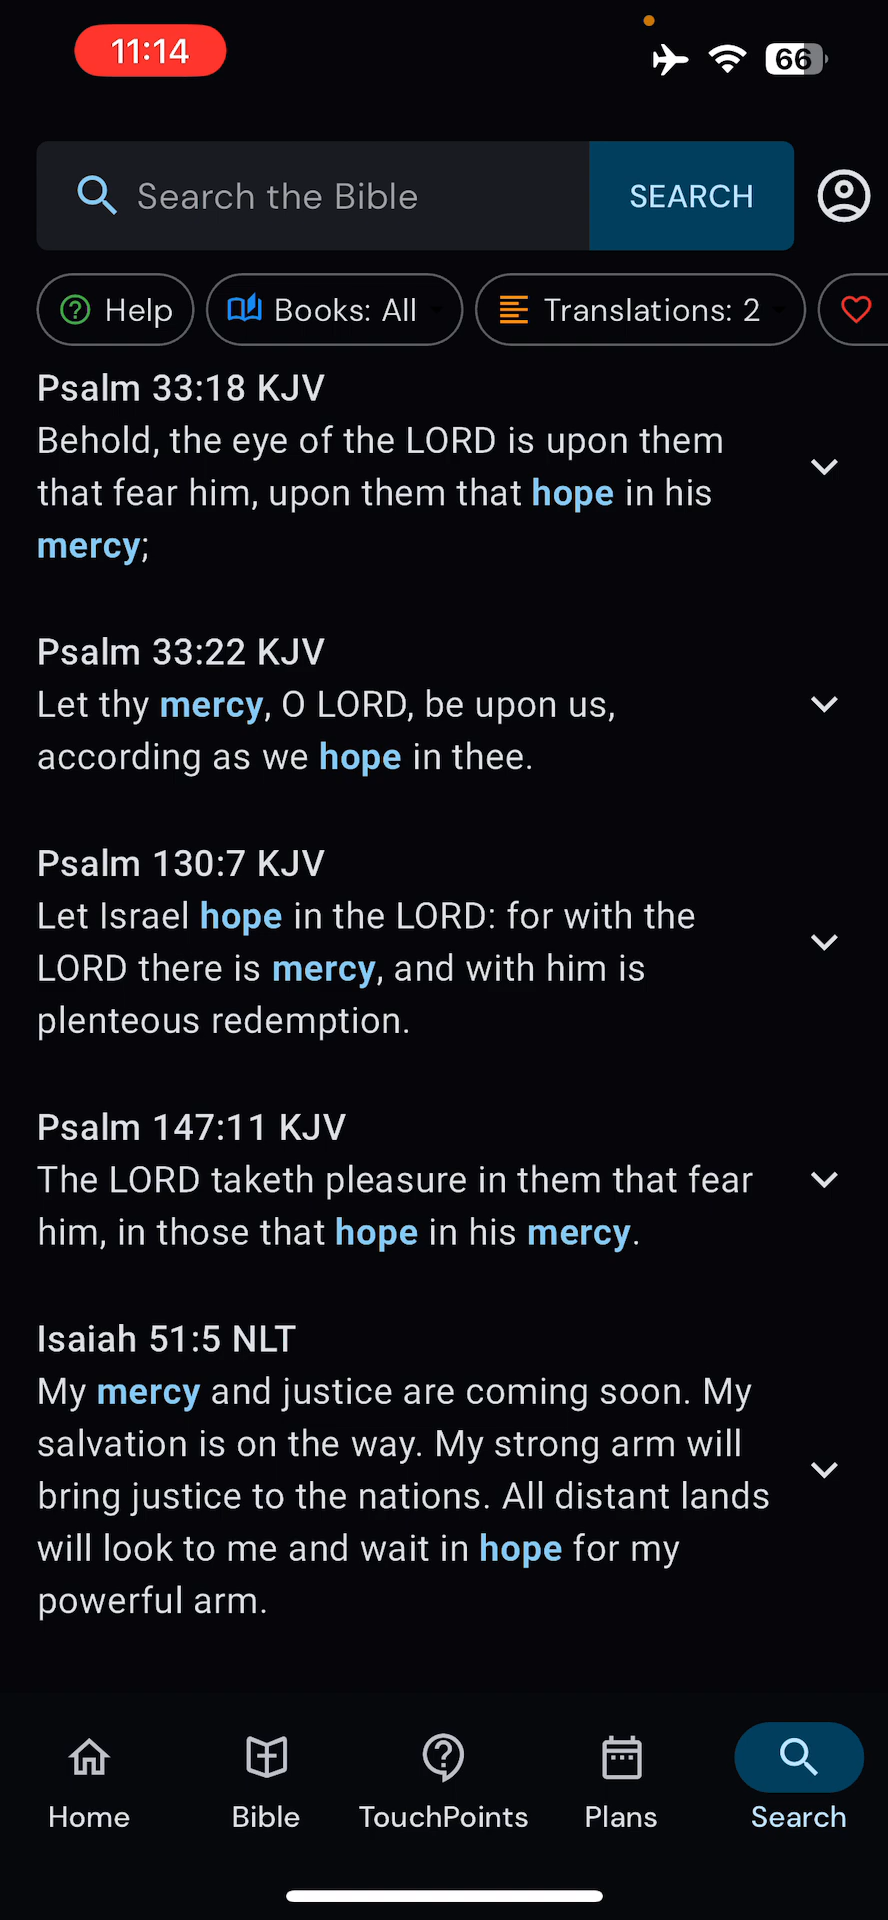 11:14
66
Search the Bible
SEARCH
Help
Books: All
Translations: 2
Psalm 33:18 KJV
Behold, the eye of the LORD is upon them
that fear him, upon them that hope in his
mercy;
Psalm 33:22 KJV
Let thy mercy, O LORD, be upon us,
according as we hope in thee.
Psalm 130:7 KJV
Let Israel hope in the LORD: for with the
LORD there is mercy, and with him is
plenteous redemption.
Psalm 147:11 KJV
The LORD taketh pleasure in them that fear
him, in those that hope in his mercy.
Isaiah 51:5 NLT
My mercy and justice are coming soon. My
salvation is on the way. My strong arm will
bring justice to the nations. All distant lands
will look to me and wait in hope for my
powerful arm.
Home
Bible
TouchPoints
Plans
Search